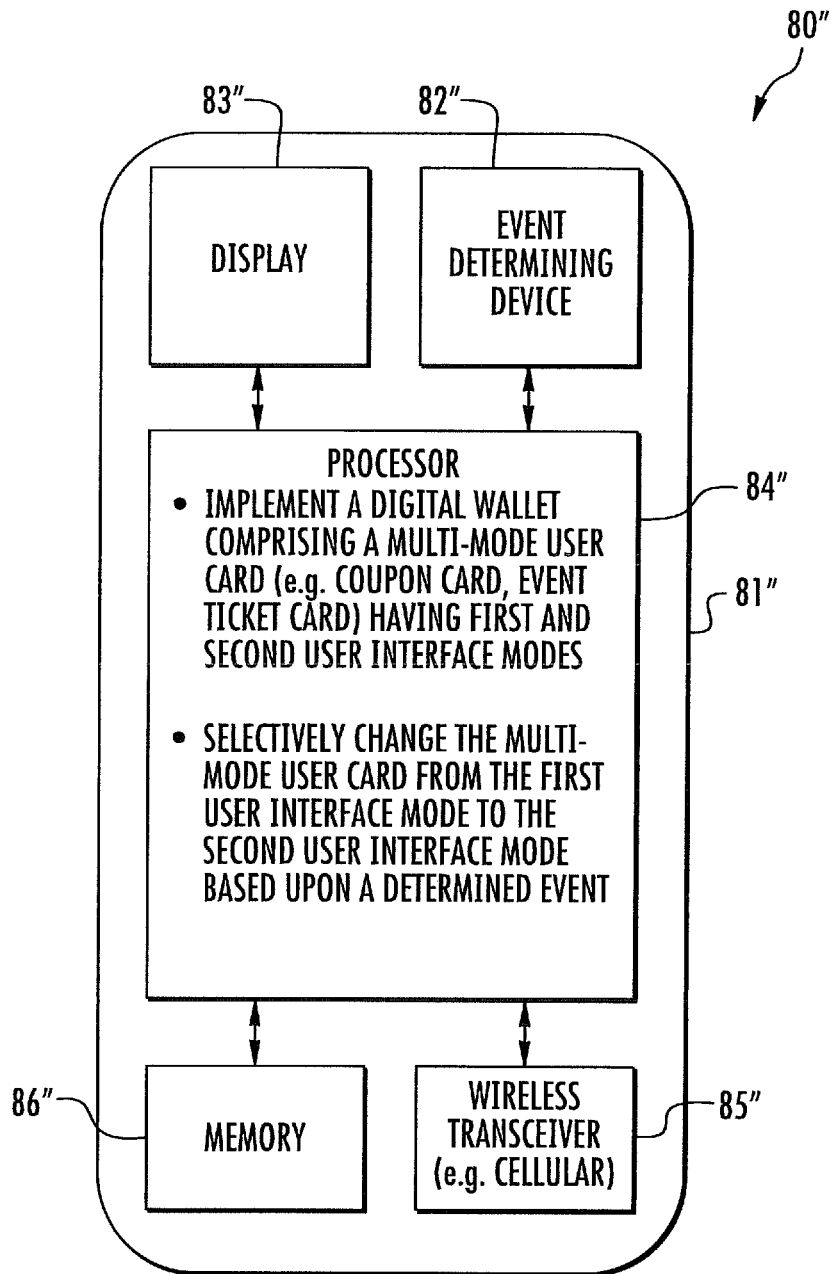 80″
83″
82″
DISPLAY
EVENT
DETERMINING
DEVICE
PROCESSOR
• IMPLEMENT A DIGITAL WALLET
COMPRISING A MULTI-MODE USER
CARD (e.g. COUPON CARD, EVENT
TICKET CARD) HAVING FIRST AND
SECOND USER INTERFACE MODES
84″
81″
• SELECTIVELY CHANGE THE MULTI-
MODE USER CARD FROM THE FIRST
USER INTERFACE MODE TO THE
SECOND USER INTERFACE MODE
BASED UPON A DETERMINED EVENT
86″
MEMORY
WIRELESS
TRANSCEIVER
(e.g. CELLULAR)
85″